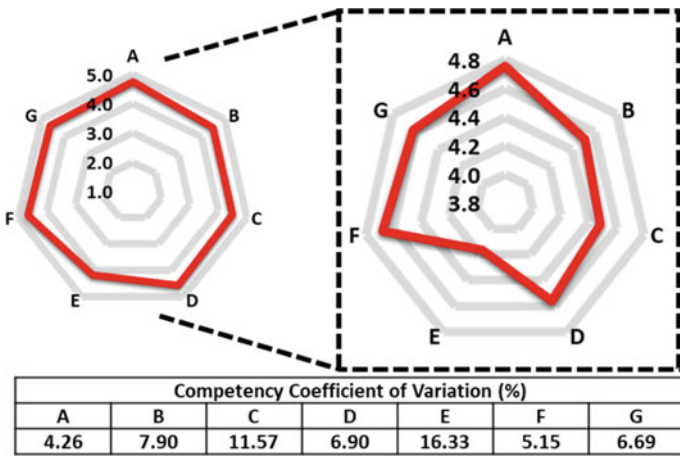 A
5.0
G
4.0
B
3.0
2.0
1.0
F
C
E
D
A
4.8
4.6
G
B
4.4
4.2
4.0
3.8
F
C
E
D
Competency Coefficient of Variation (%)
A B C D E F G
4.26 7.90 11.57 6.90 16.33 5.15 6.69